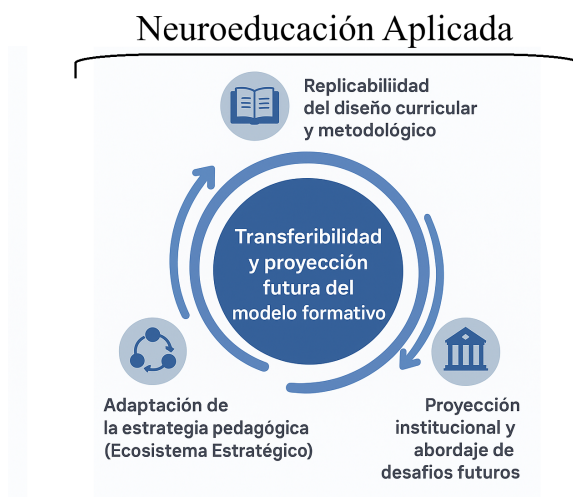 Neuroeducación Aplicada
Replicabiliidad
del diseño curricular
y metodológico
Transferibilidad
y proyección
futura del
modelo formativo
Adaptación de
la estrategia pedagógica
(Ecosistema Estratégico)
Proyección
institucional y
abordaje de
desafios futuros